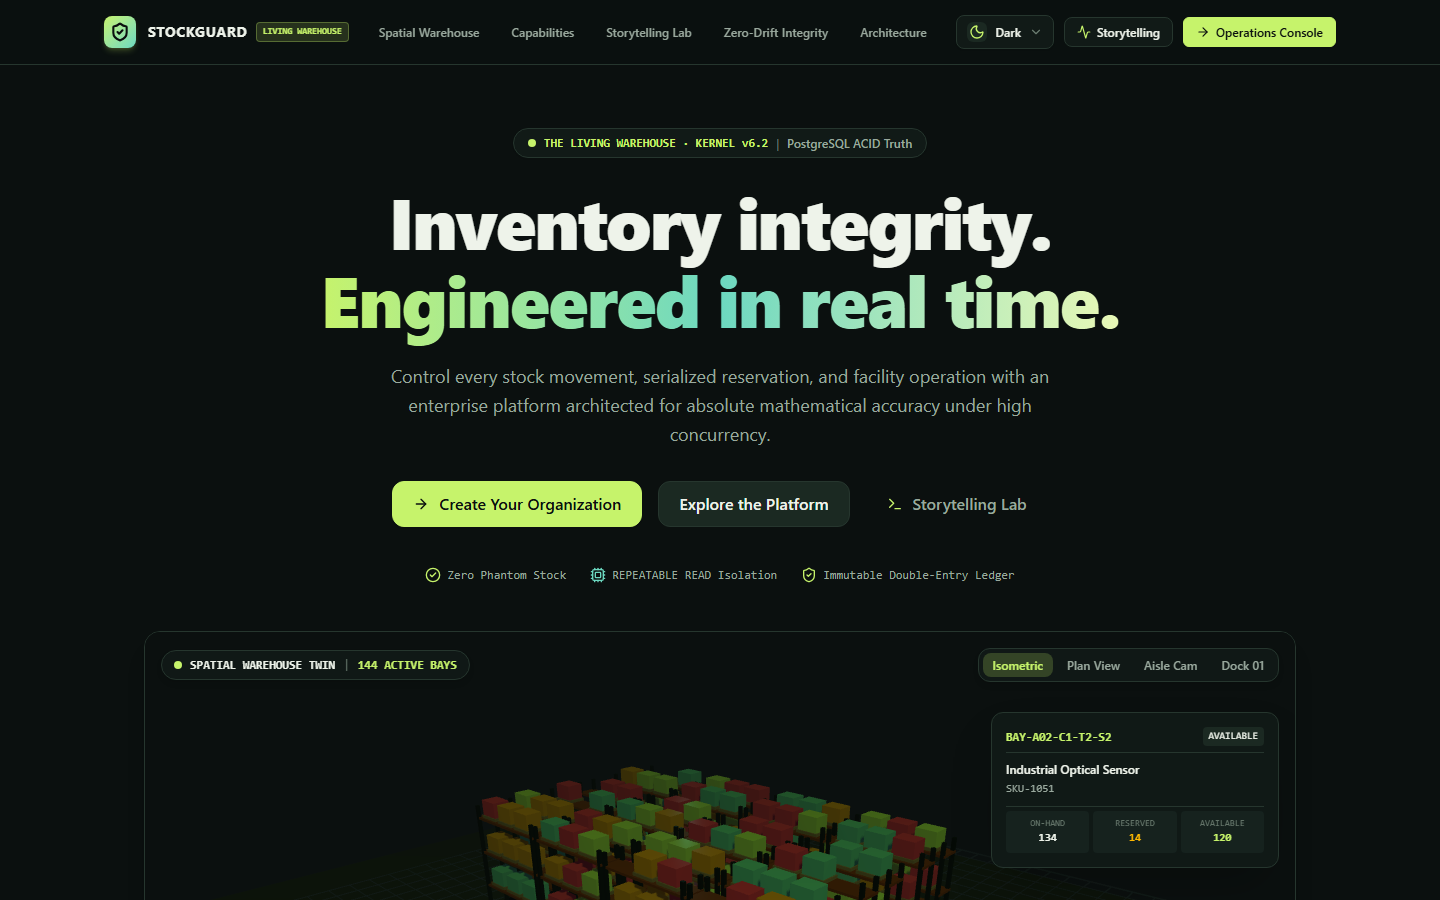 STOCKGUARD LIVING WAREHOUSE Spatial Warehouse Capabilities Storytelling Lab Zero-Drift Integrity Architecture Dark Storytelling Operations Console
THE LIVING WAREHOUSE · KERNEL v6.2 | PostgreSQL ACID Truth
Inventory integrity.
Engineered in real time.
Control every stock movement, serialized reservation, and facility operation with an
enterprise platform architected for absolute mathematical accuracy under high
concurrency.
Create Your Organization Explore the Platform Storytelling Lab
Zero Phantom Stock REPEATABLE READ Isolation Immutable Double-Entry Ledger
SPATIAL WAREHOUSE TWIN | 144 ACTIVE BAYS Isometric Plan View Aisle Cam Dock 01
BAY-A02-C1-T2-S2 AVAILABLE
Industrial Optical Sensor
SKU-1051
ON-HAND RESERVED AVAILABLE
134 14 120